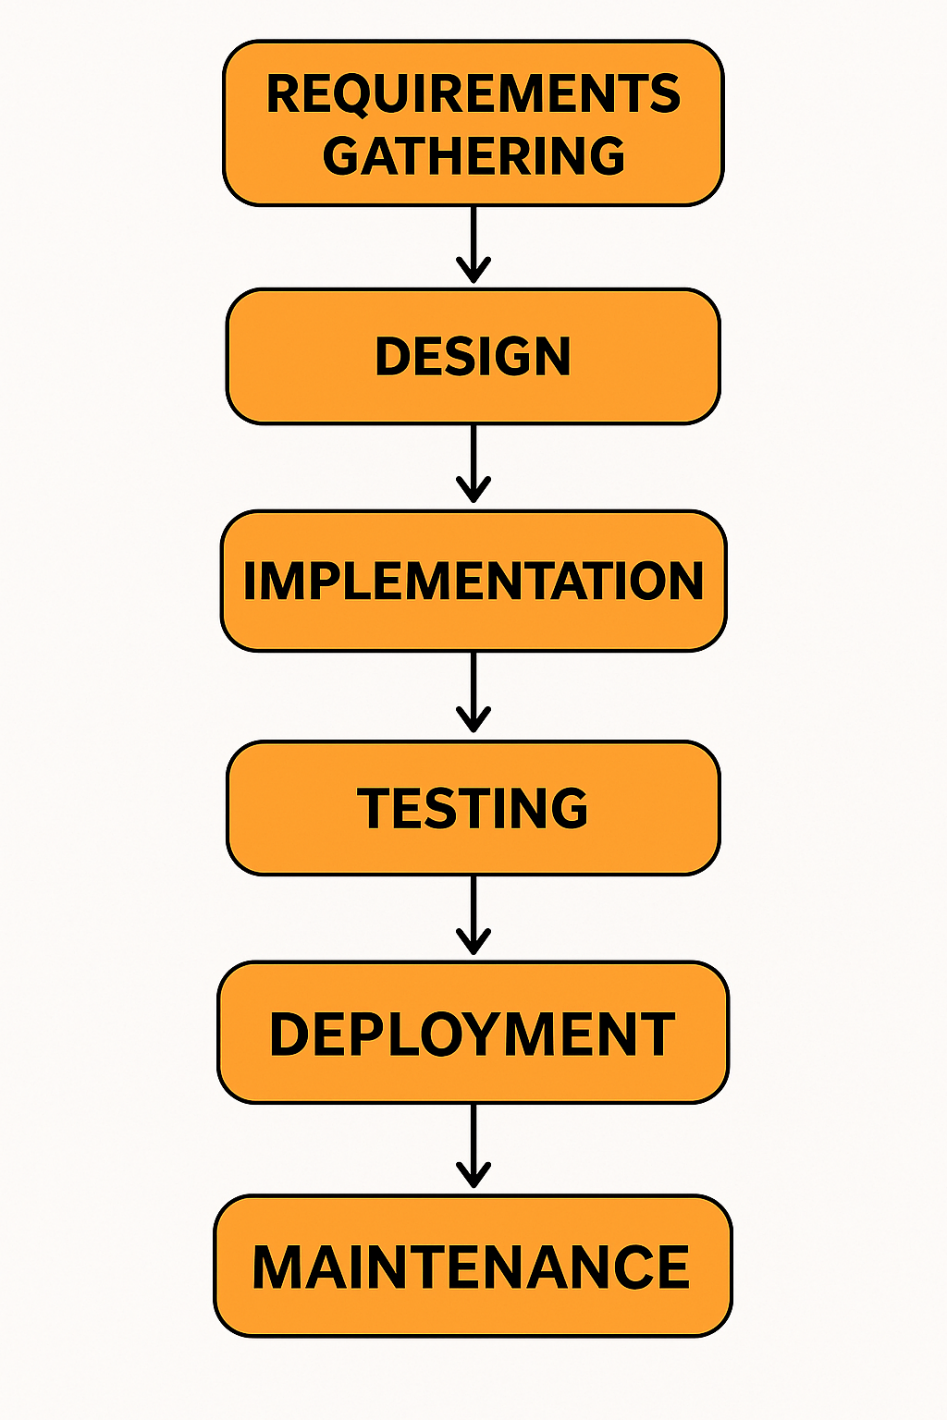 REQUIREMENTS
GATHERING
DESIGN
IMPLEMENTATION
TESTING
DEPLOYMENT
MAINTENANCE